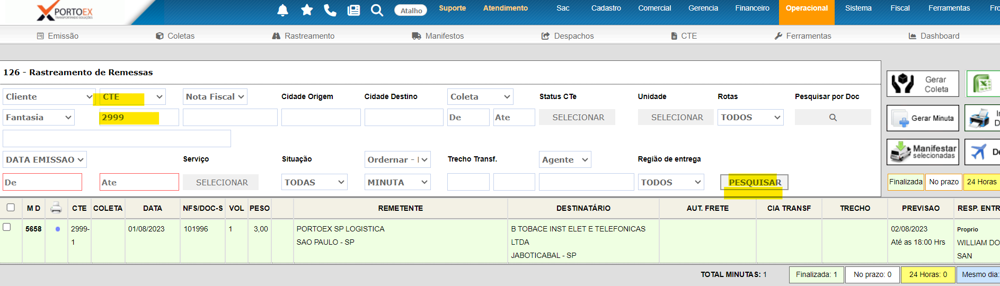 PORTOEX
TRANSPORTANDO SOLUÇÕES
Atalho
Suporte
Atendimento
Sac
Cadastro
Comercial
Gerencia
Financeiro
Operacional
Sistema
Fiscal
Ferramentas
Fro
Emissão
Coletas
Rastreamento
Manifestos
Despachos
CTE
Ferramentas
Dashboard
126 - Rastreamento de Remessas
Cliente CTE Nota Fiscal Cidade Origem Cidade Destino Coleta Status CTe Unidade Rotas Pesquisar por Doc
Fantasia 2999 De Ate SELECIONAR SELECIONAR TODOS
DATA EMISSAO Serviço Situação Ordernar - I Trecho Transf. Agente Região de entrega
De Ate SELECIONAR TODAS MINUTA TODOS PESQUISAR
Gerar
Coleta
Gerar Minuta
I
D
Manifestar
selecionadas
De
Finalizada No prazo 24 Horas
M D CTE COLETA DATA NFS/DOC-S VOL PESO REMETENTE DESTINATÁRIO AUT. FRETE CIA TRANSF TRECHO PREVISAO RESP. ENTR
5658 2999- 01/08/2023 101996 1 3,00 PORTOEX SP LOGISTICA B TOBACE INST ELET E TELEFONICAS 02/08/2023 Proprio
1 SAO PAULO - SP LTDA Até as 18:00 Hrs WILLIAM DO
JABOTICABAL - SP SAN
TOTAL MINUTAS: 1 Finalizada: 1 No prazo: 0 24 Horas: 0 Mesmo dia: